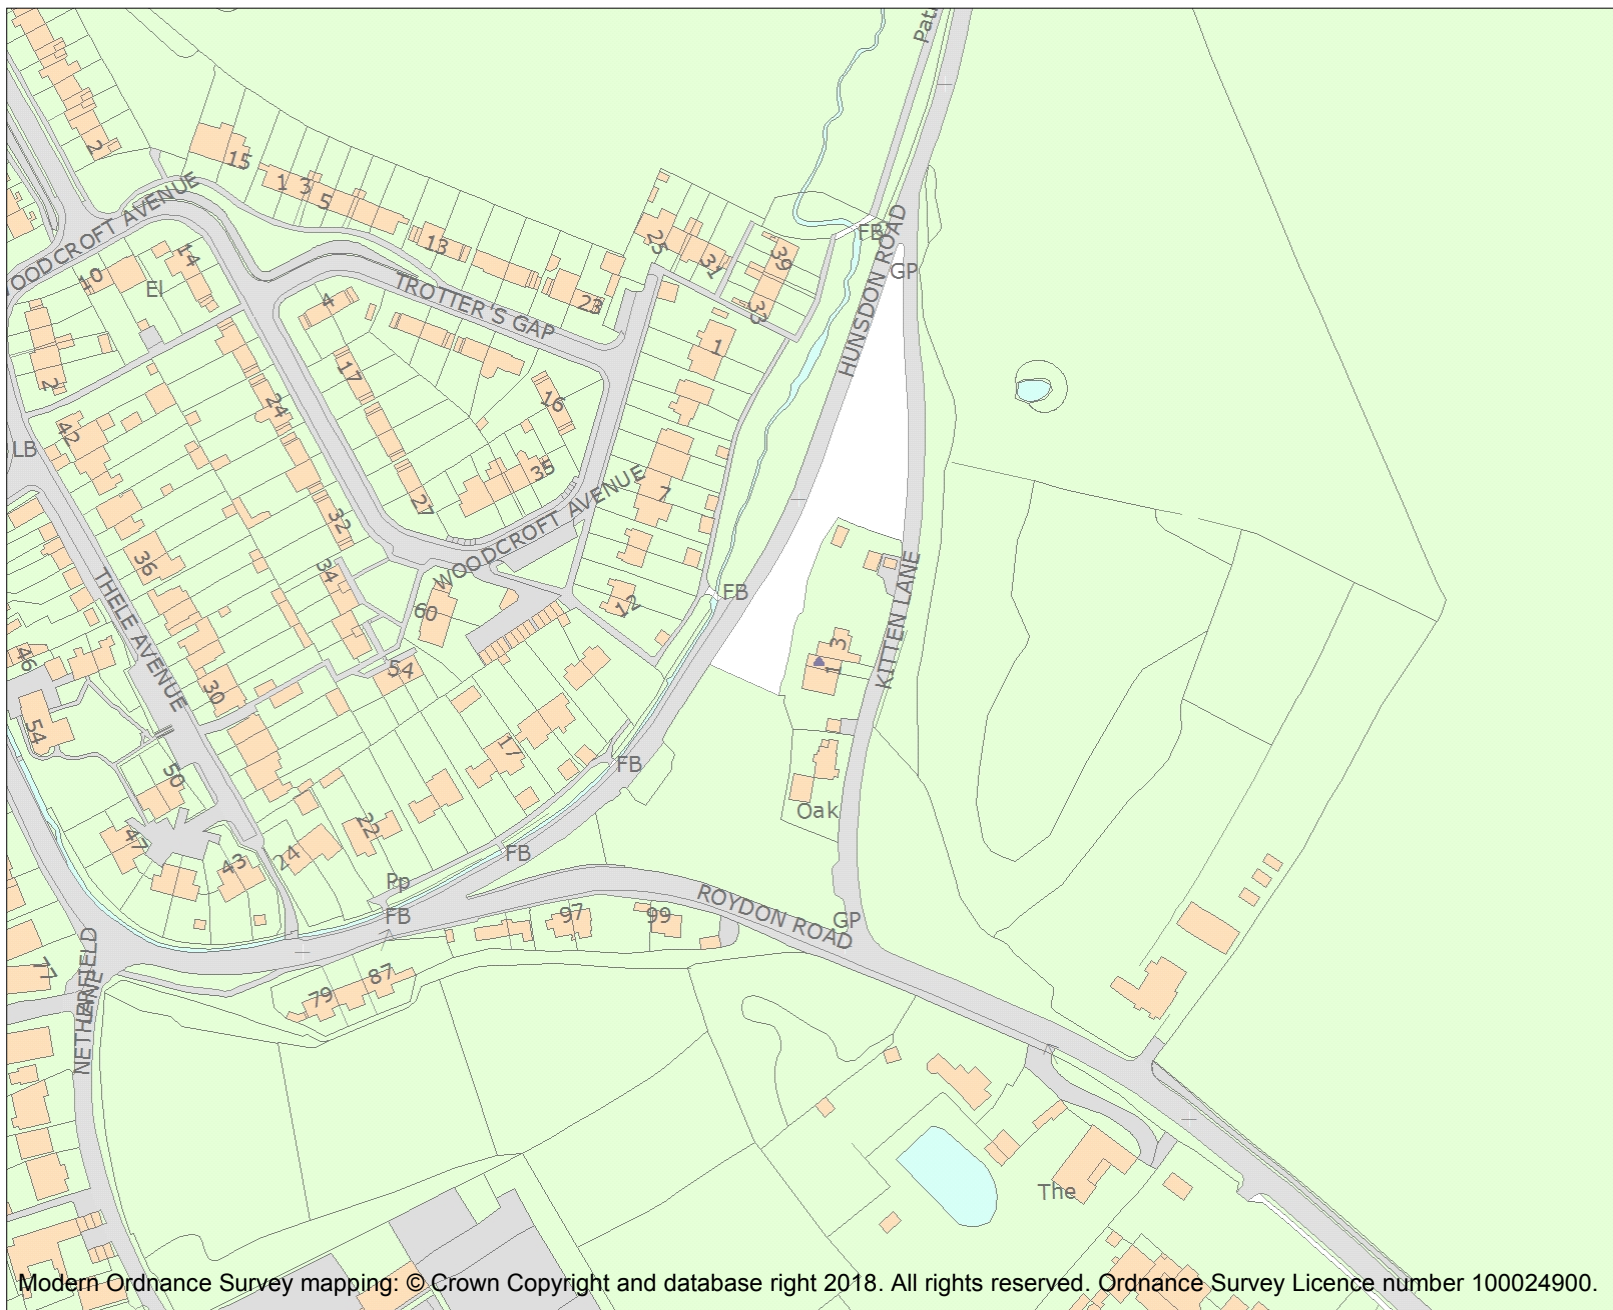 Path
2
15
1
3
5
WOODCROFT AVENUE
14
10
El
13
25
31
39
33
23
FB
GP
HUNSDON ROAD
TROTTER'S GAP
4
2
17
24
16
1
42
LB
35
7
27
32
WOODCROFT AVENUE
36
34
THELE AVENUE
60
12
FB
KITTEN LANE
3
1
46
30
54
54
17
50
FB
Oak
22
47
43
24
FB
Pp
FB
ROYDON ROAD
GP
97
99
77
NETHERFIELD
LANE
87
79
The
Modern Ordnance Survey mapping: © Crown Copyright and database right 2018. All rights reserved. Ordnance Survey Licence number 100024900.